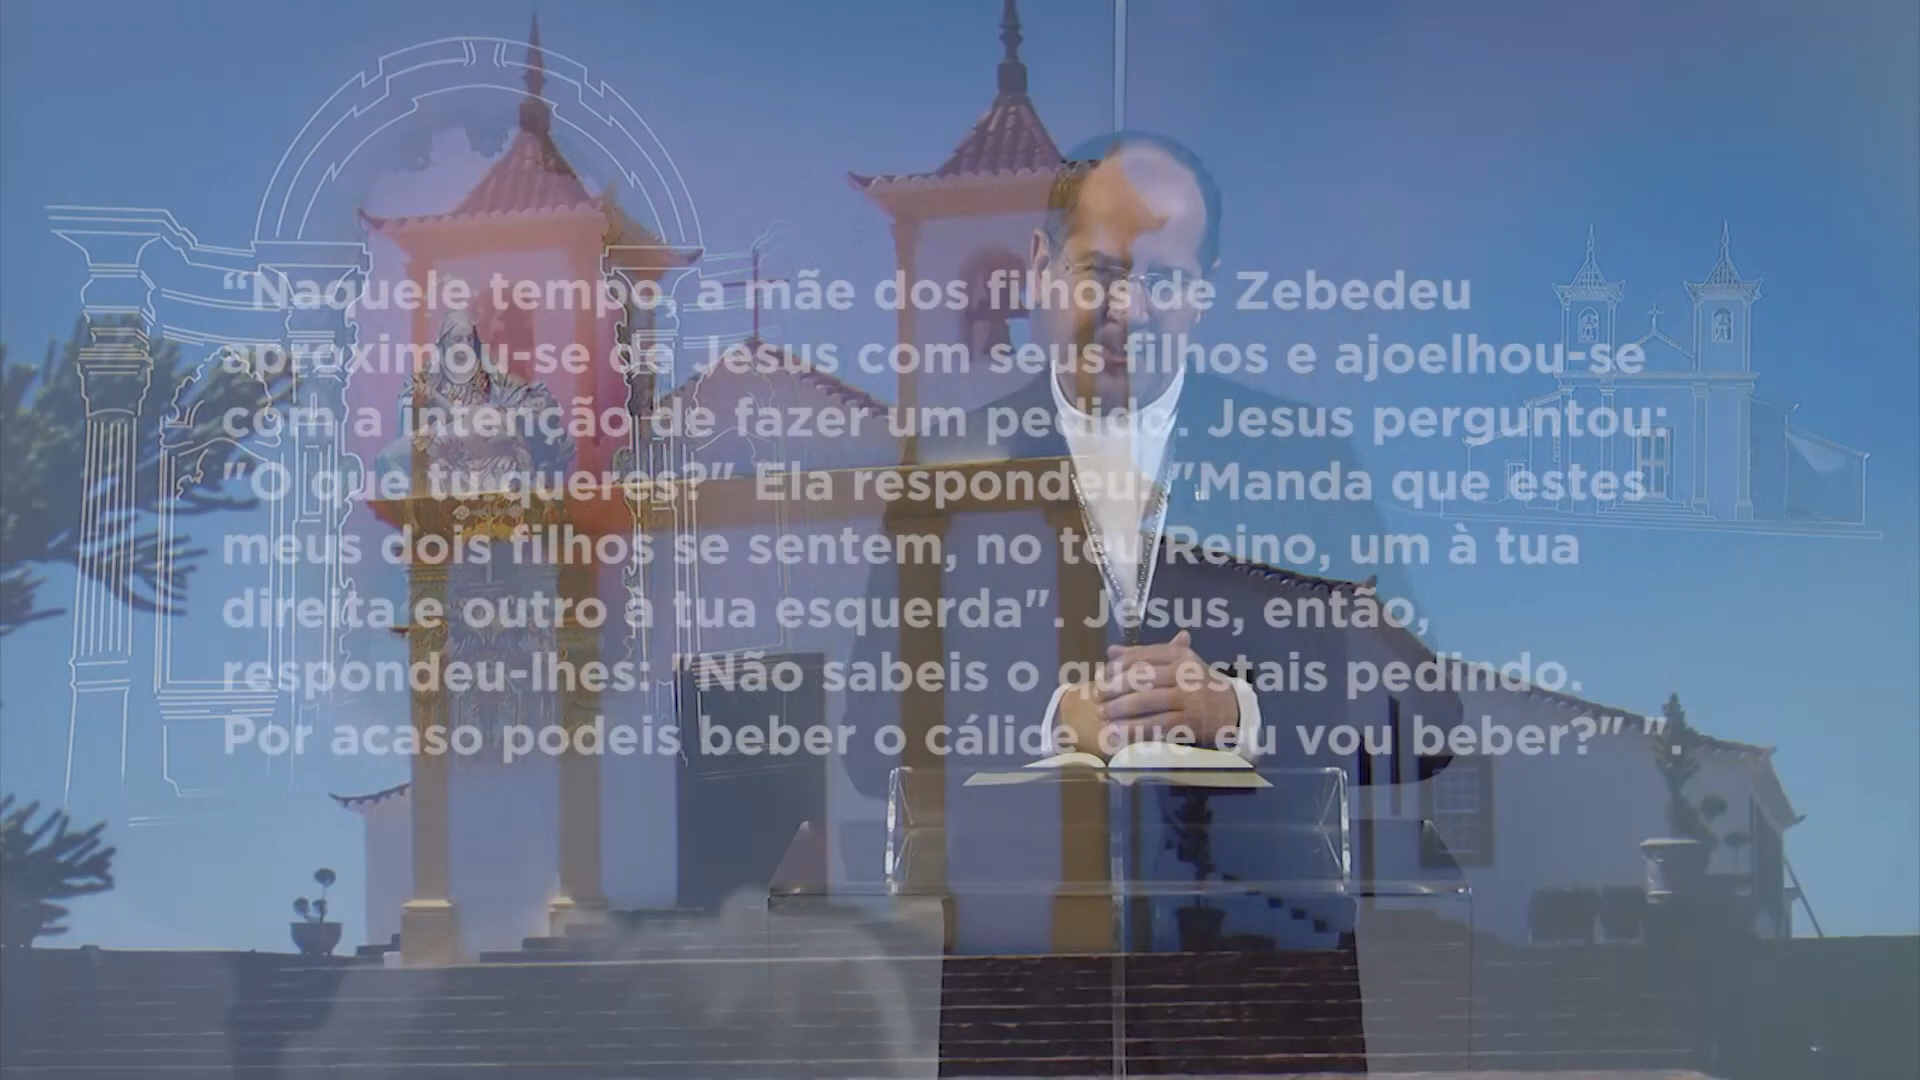 “Naquele tempo, a mãe dos filhos de Zebedeu
aproximou-se de Jesus com seus filhos e ajoelhou-se
com a intenção de fazer um pedido. Jesus perguntou:
"O que tu queres?" Ela respondeu: "Manda que estes
meus dois filhos se sentem, no teu Reino, um à tua
direita e outro à tua esquerda". Jesus, então,
respondeu-lhes: "Não sabeis o que estais pedindo.
Por acaso podeis beber o cálice que eu vou beber?" ".